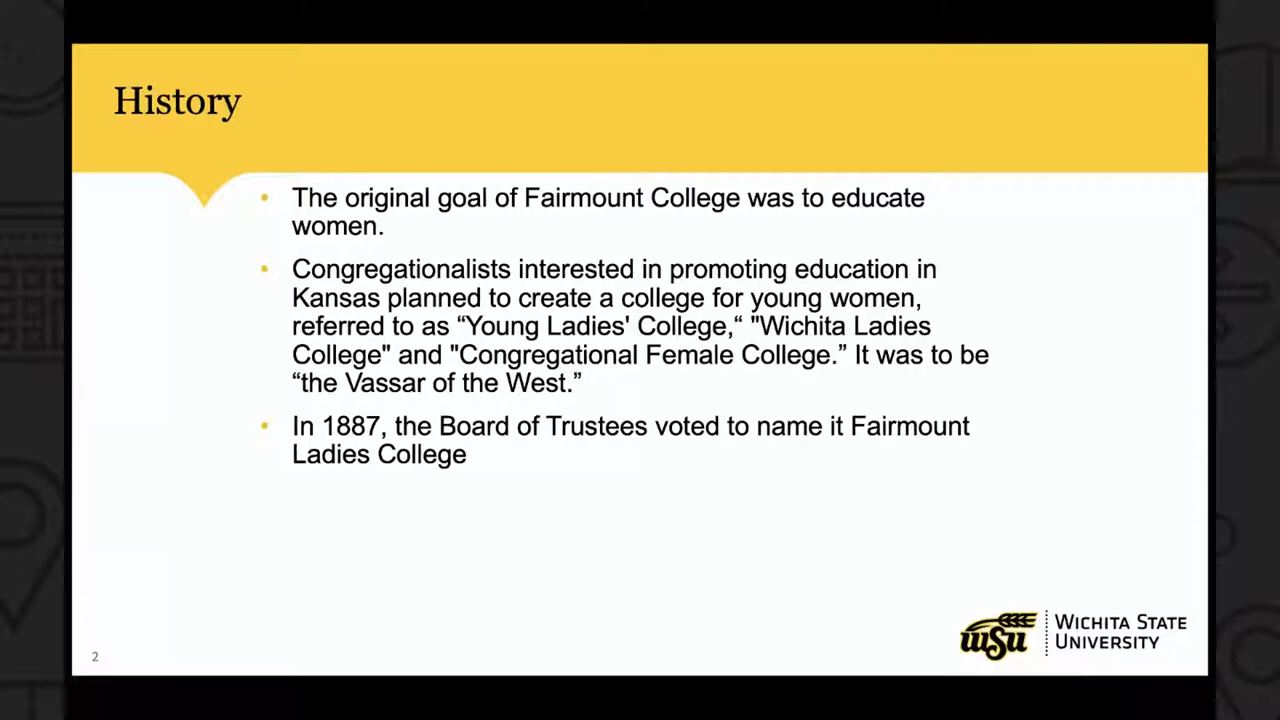 History
• The original goal of Fairmount College was to educate
women.
• Congregationalists interested in promoting education in
Kansas planned to create a college for young women,
referred to as “Young Ladies' College,“ "Wichita Ladies
College" and "Congregational Female College.” It was to be
“the Vassar of the West.”
• In 1887, the Board of Trustees voted to name it Fairmount
Ladies College
WSU
WICHITA STATE
UNIVERSITY
2